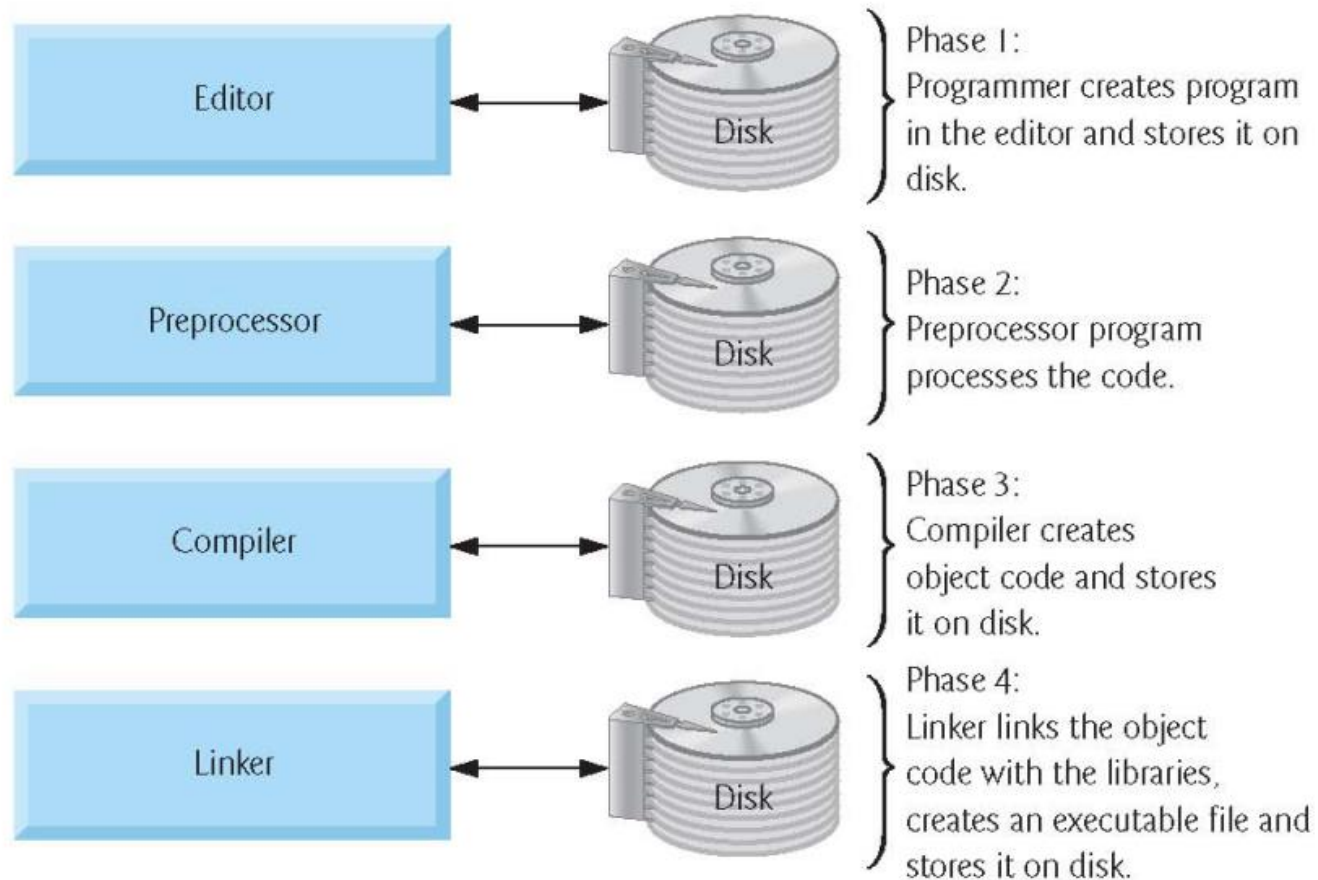 Editor
Disk
Phase 1:
Programmer creates program
in the editor and stores it on
disk.
Preprocessor
Disk
Phase 2:
Preprocessor program
processes the code.
Compiler
Disk
Phase 3:
Compiler creates
object code and stores
it on disk.
Linker
Disk
Phase 4:
Linker links the object
code with the libraries,
creates an executable file and
stores it on disk.